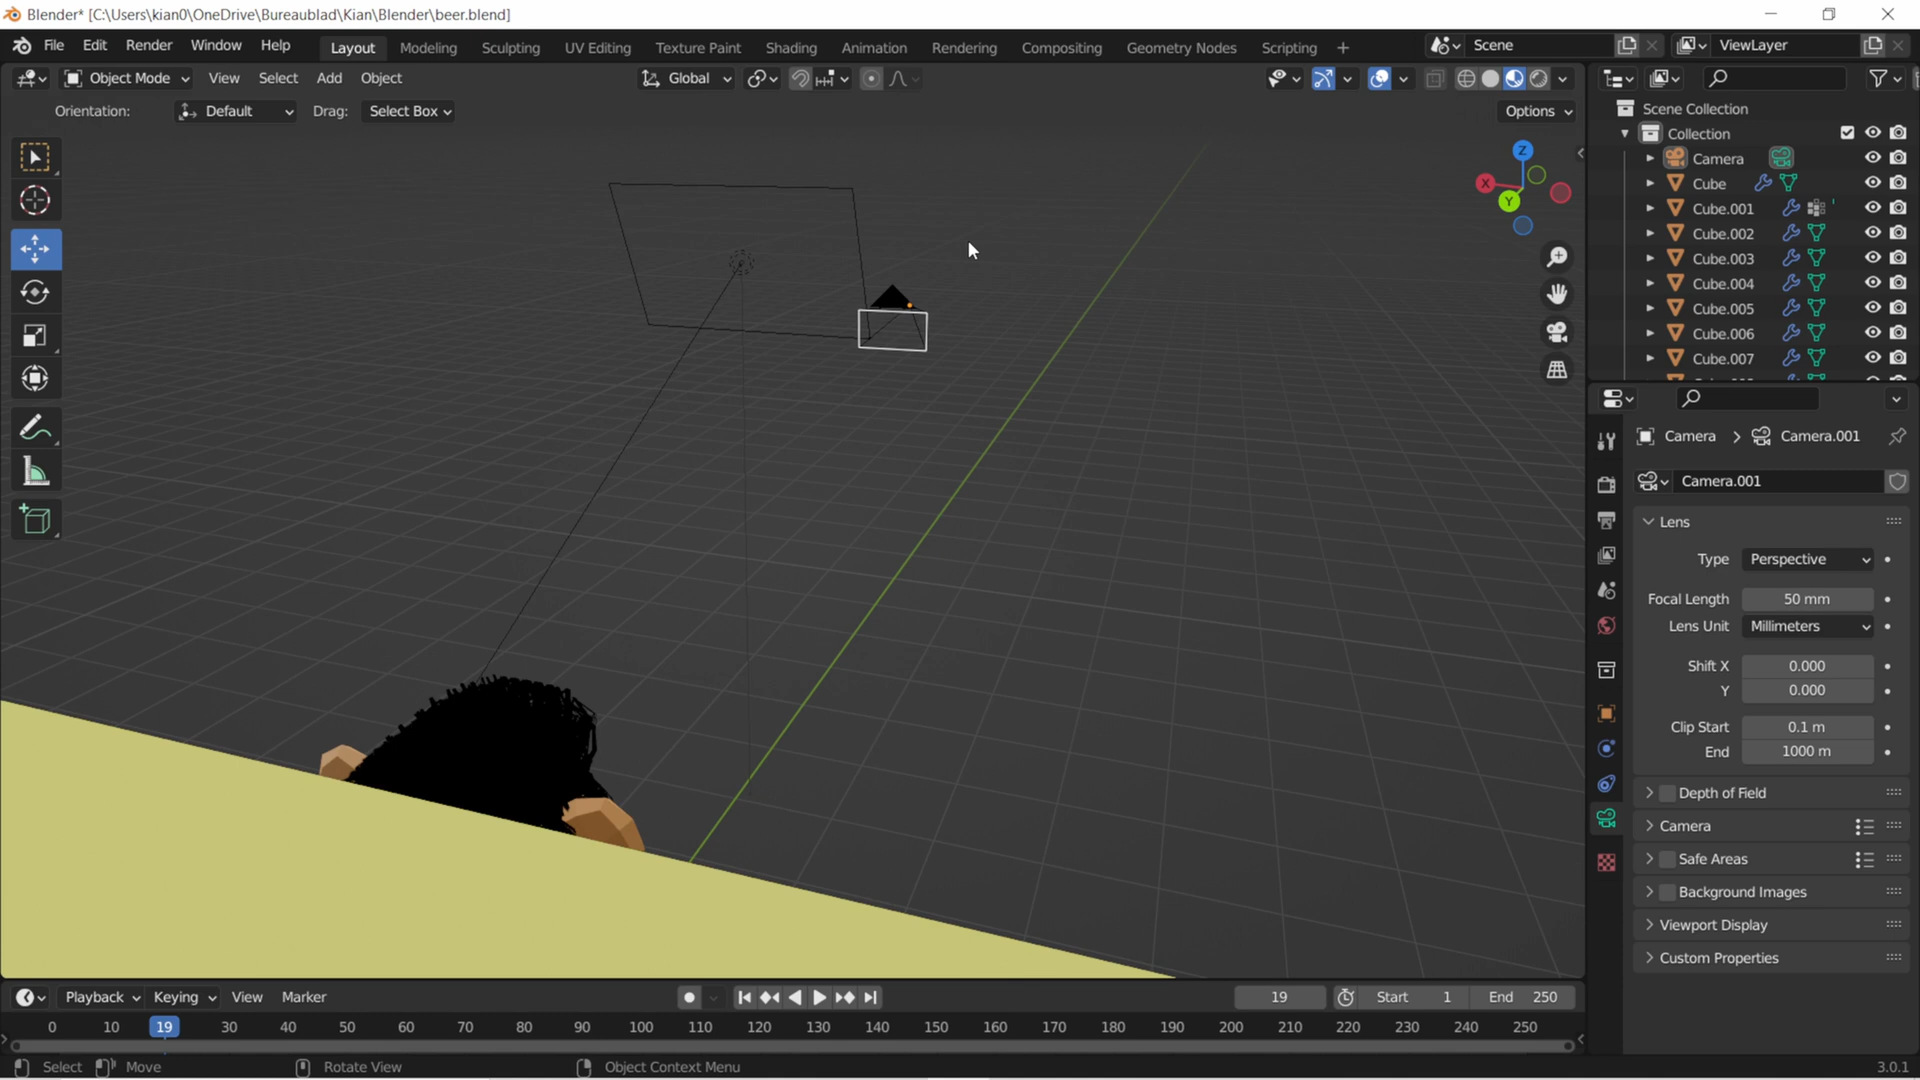 Blender* [C:\Users\kian0\OneDrive\Bureaublad\Kian\Blender\beer.blend]
File Edit Render Window Help Layout Modeling Sculpting UV Editing Texture Paint Shading Animation Rendering Compositing Geometry Nodes Scripting + Scene ViewLayer
Object Mode View Select Add Object Global
Orientation: Default Drag: Select Box Options
Scene Collection
Collection
Camera
Cube
Cube.001
Cube.002
Cube.003
Cube.004
Cube.005
Cube.006
Cube.007
Z
X
Y
Camera > Camera.001
Camera.001
Lens
Type Perspective
Focal Length 50 mm
Lens Unit Millimeters
Shift X 0.000
Y 0.000
Clip Start 0.1 m
End 1000 m
Depth of Field
Camera
Safe Areas
Background Images
Viewport Display
Custom Properties
Playback Keying View Marker 19 Start 1 End 250
0 10 19 30 40 50 60 70 80 90 100 110 120 130 140 150 160 170 180 190 200 210 220 230 240 250
Select Move Rotate View Object Context Menu 3.0.1